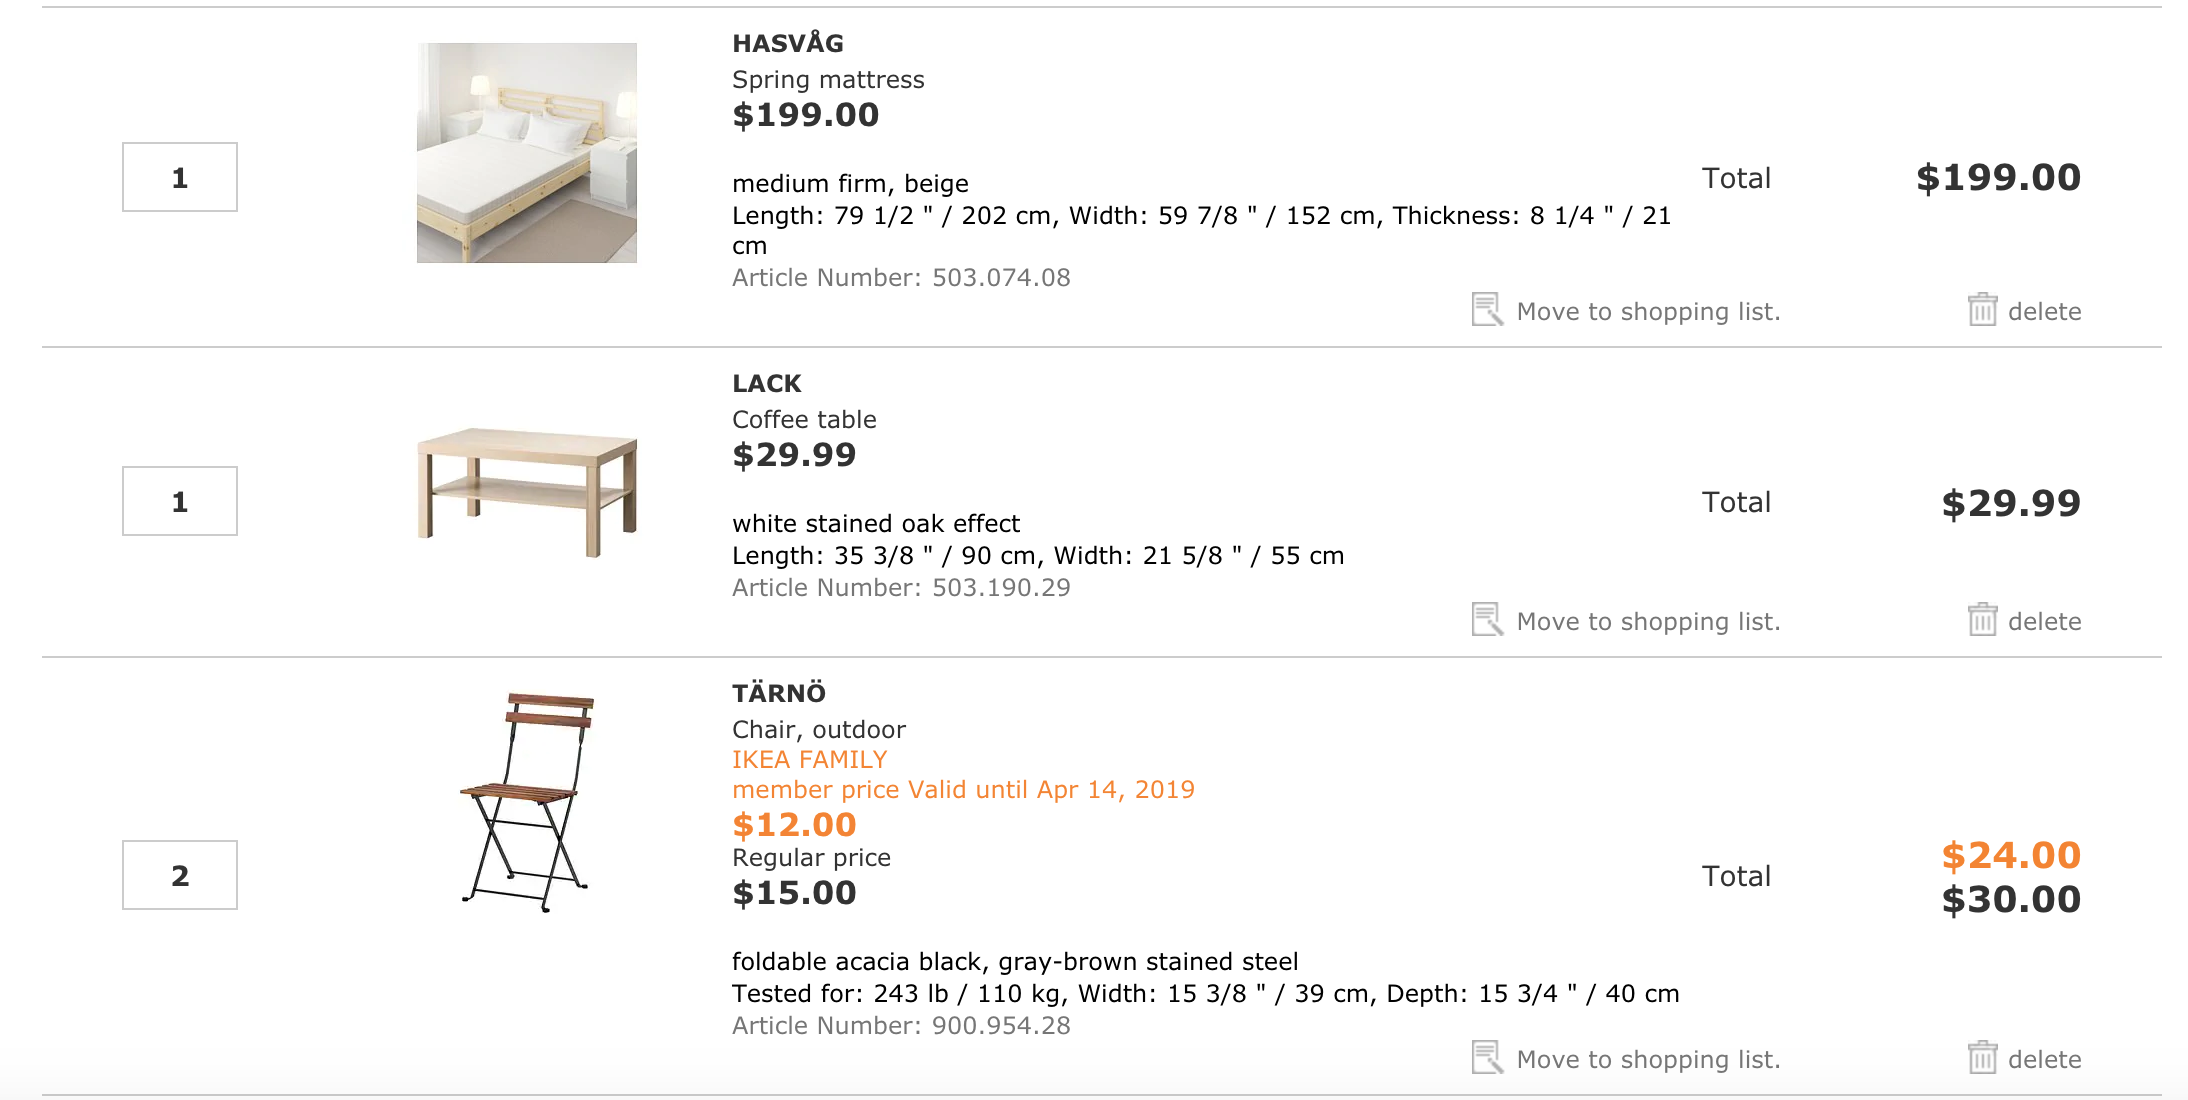 HASVÅG
Spring mattress
$199.00
1
medium firm, beige
Length: 79 1/2 " / 202 cm, Width: 59 7/8 " / 152 cm, Thickness: 8 1/4 " / 21
cm
Article Number: 503.074.08
Total
$199.00
Move to shopping list.
delete
LACK
Coffee table
$29.99
1
white stained oak effect
Length: 35 3/8 " / 90 cm, Width: 21 5/8 " / 55 cm
Article Number: 503.190.29
Total
$29.99
Move to shopping list.
delete
TÄRNÖ
Chair, outdoor
IKEA FAMILY
member price Valid until Apr 14, 2019
$12.00
Regular price
$15.00
2
foldable acacia black, gray-brown stained steel
Tested for: 243 lb / 110 kg, Width: 15 3/8 " / 39 cm, Depth: 15 3/4 " / 40 cm
Article Number: 900.954.28
Total
$24.00
$30.00
Move to shopping list.
delete